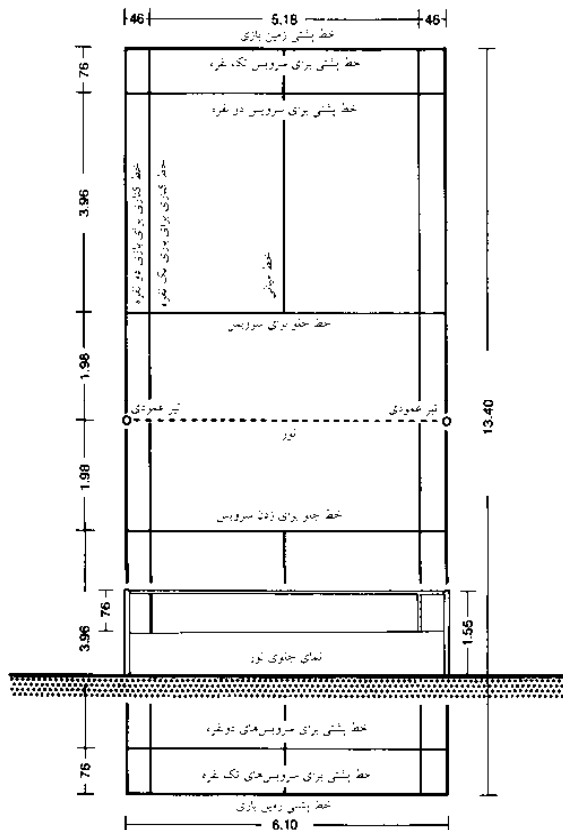 46 5.18 46
خط پشتی زمین بازی
خط پشتی برای سرویس تک نفره
76
خط پشتی برای سرویس دو نفره
3.96
خط کناری برای بازی دو نفره
خط کناری برای بازی تک نفره
خط میانی
خط جلو برای سرویس
1.98
تیر عمودی
تیر عمودی
تور
13.40
1.98
خط جلو برای زدن سرویس
76
1.55
3.96
نمای جلوی تور
خط پشتی برای سرویس‌های دونفره
خط پشتی برای سرویس‌های تک نفره
76
خط پشتی زمین بازی
6.10